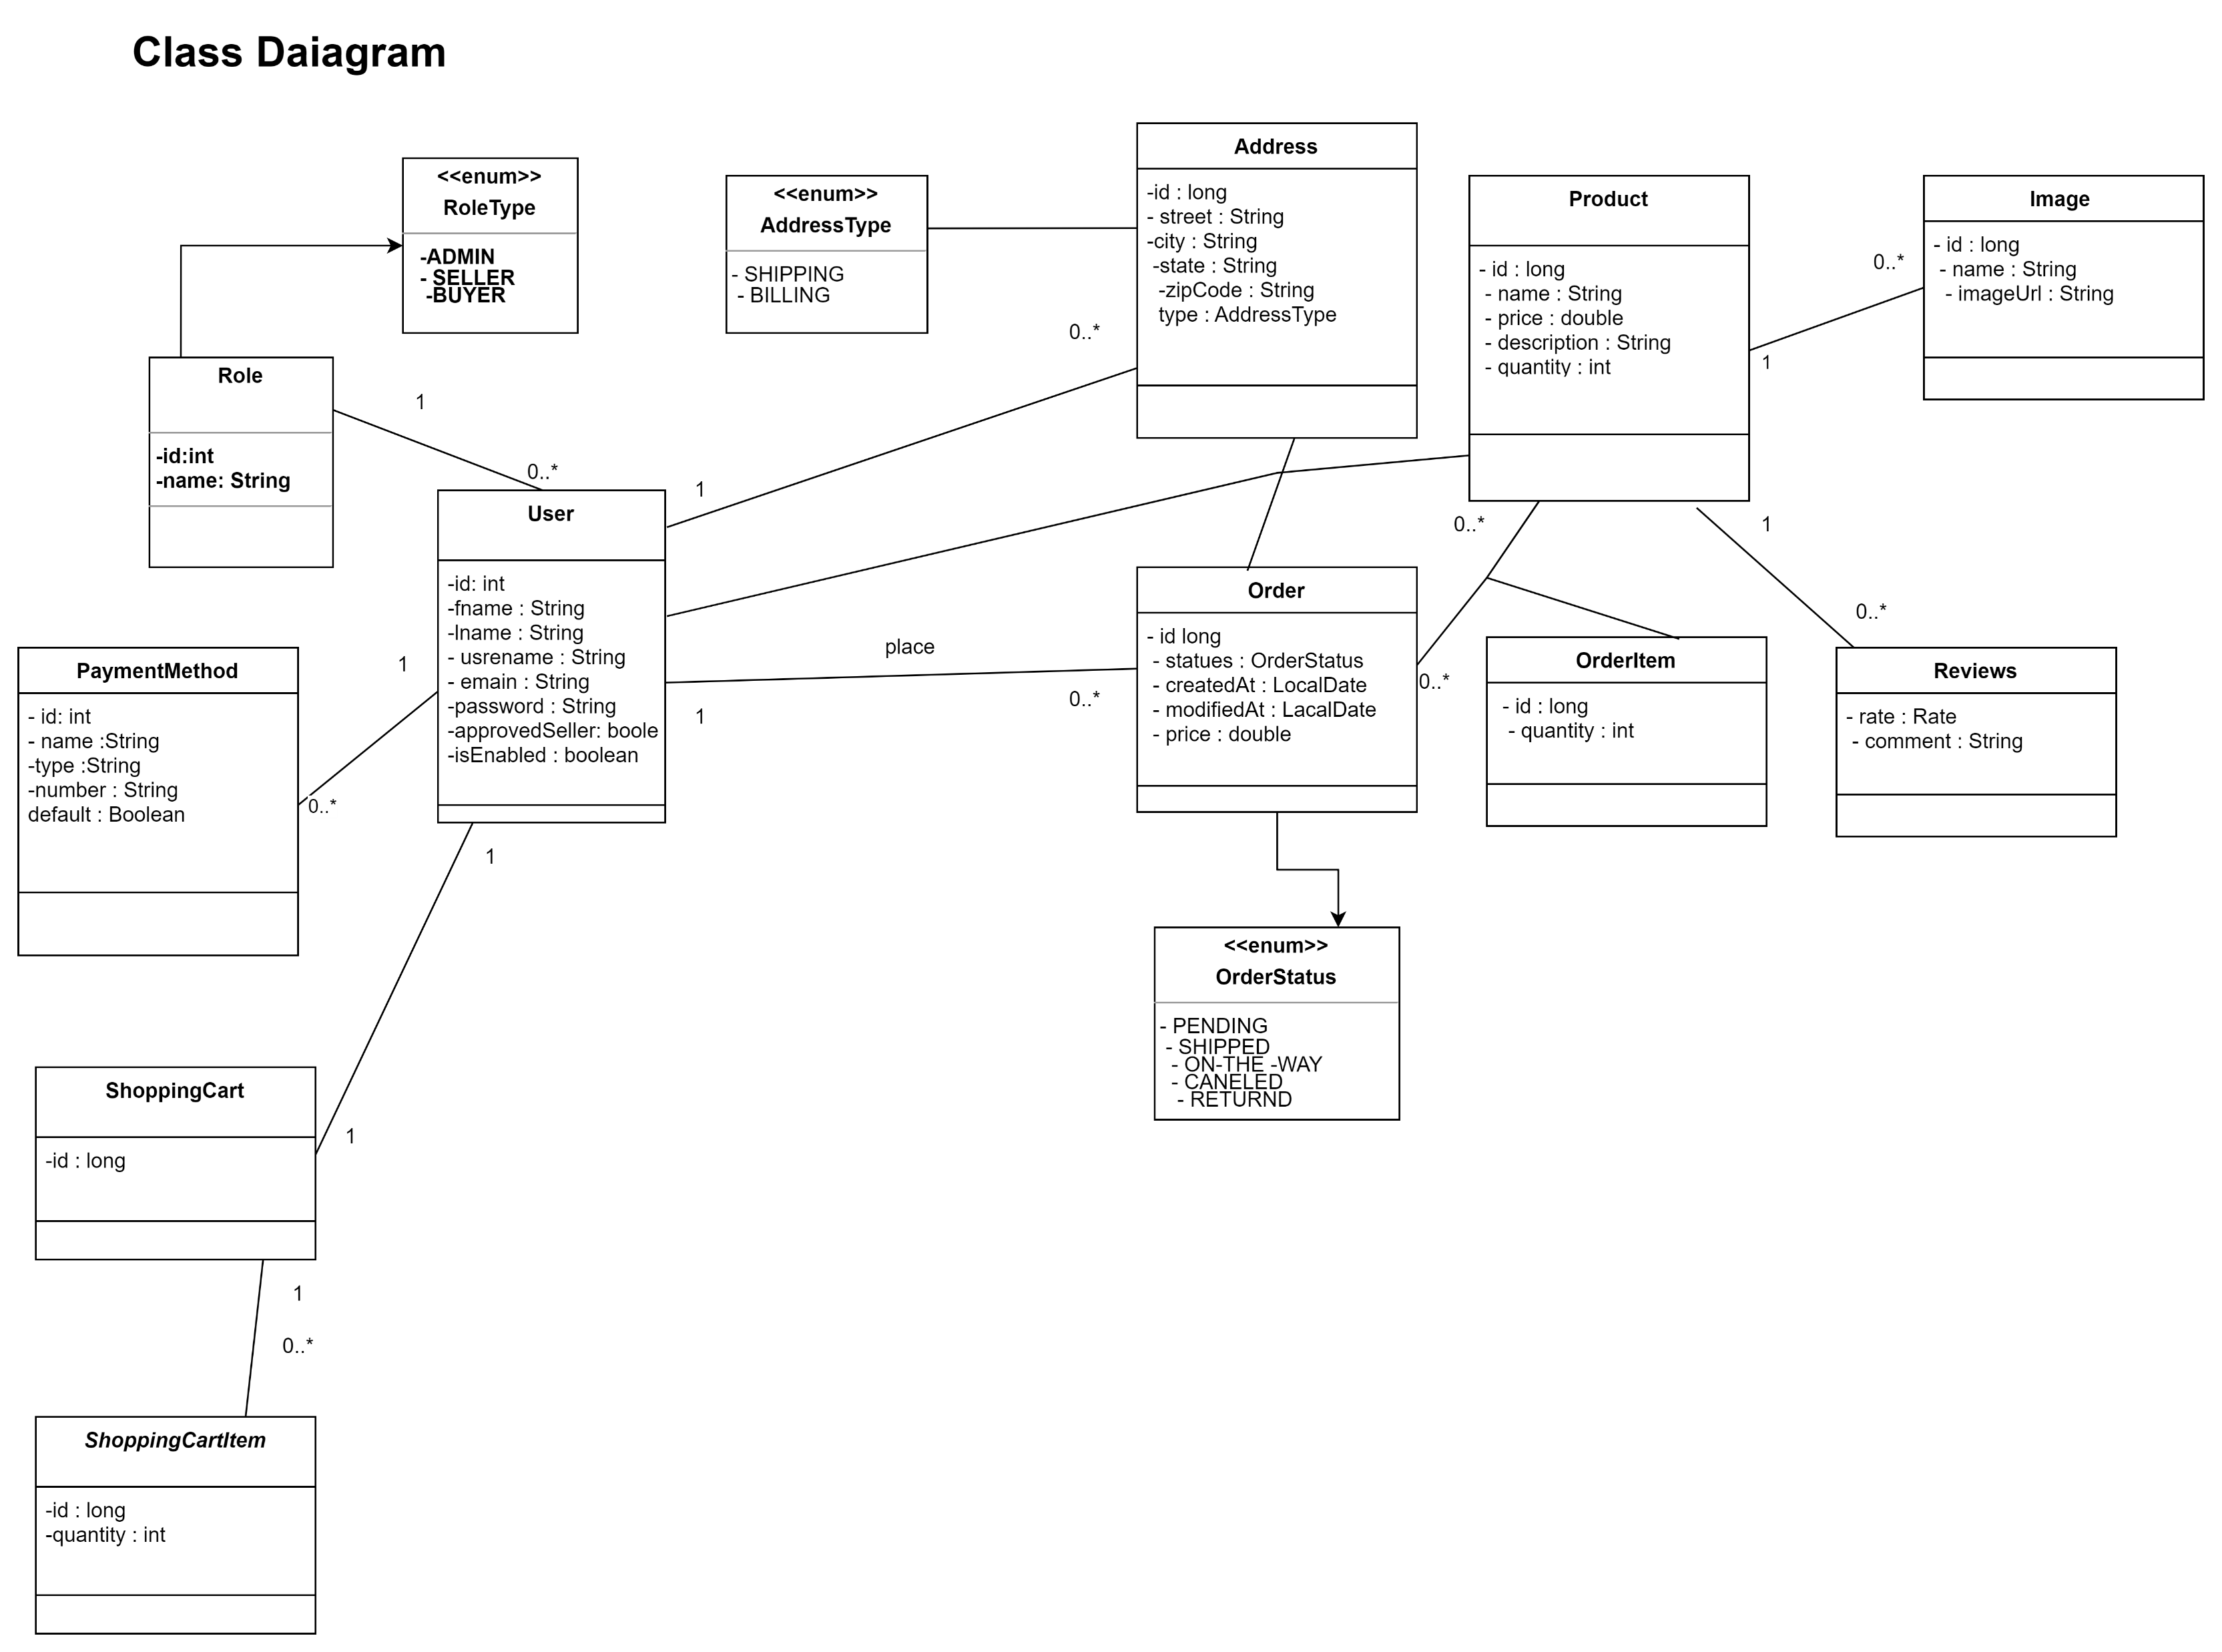 Class Daiagram
<<enum>>
RoleType
-ADMIN
- SELLER
-BUYER
<<enum>>
AddressType
- SHIPPING
- BILLING
Address
-id : long
- street : String
-city : String
-state : String
-zipCode : String
type : AddressType
Product
- id : long
- name : String
- price : double
- description : String
- quantity : int
Image
- id : long
- name : String
- imageUrl : String
0..*
1
0..*
Role
-id:int
-name: String
1
0..*
1
User
-id: int
-fname : String
-lname : String
- usrename : String
- emain : String
-password : String
-approvedSeller: boole
-isEnabled : boolean
0..*
1
0..*
Order
- id long
- statues : OrderStatus
- createdAt : LocalDate
- modifiedAt : LacalDate
- price : double
place
1
0..*
0..*
OrderItem
- id : long
- quantity : int
Reviews
- rate : Rate
- comment : String
PaymentMethod
- id: int
- name :String
-type :String
-number : String
default : Boolean
1
0..*
1
<<enum>>
OrderStatus
- PENDING
- SHIPPED
- ON-THE -WAY
- CANELED
- RETURND
ShoppingCart
-id : long
1
1
0..*
ShoppingCartItem
-id : long
-quantity : int